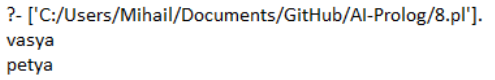 ?- ['C:/Users/Mihail/Documents/GitHub/AI-Prolog/8.pl'].
vasya
petya